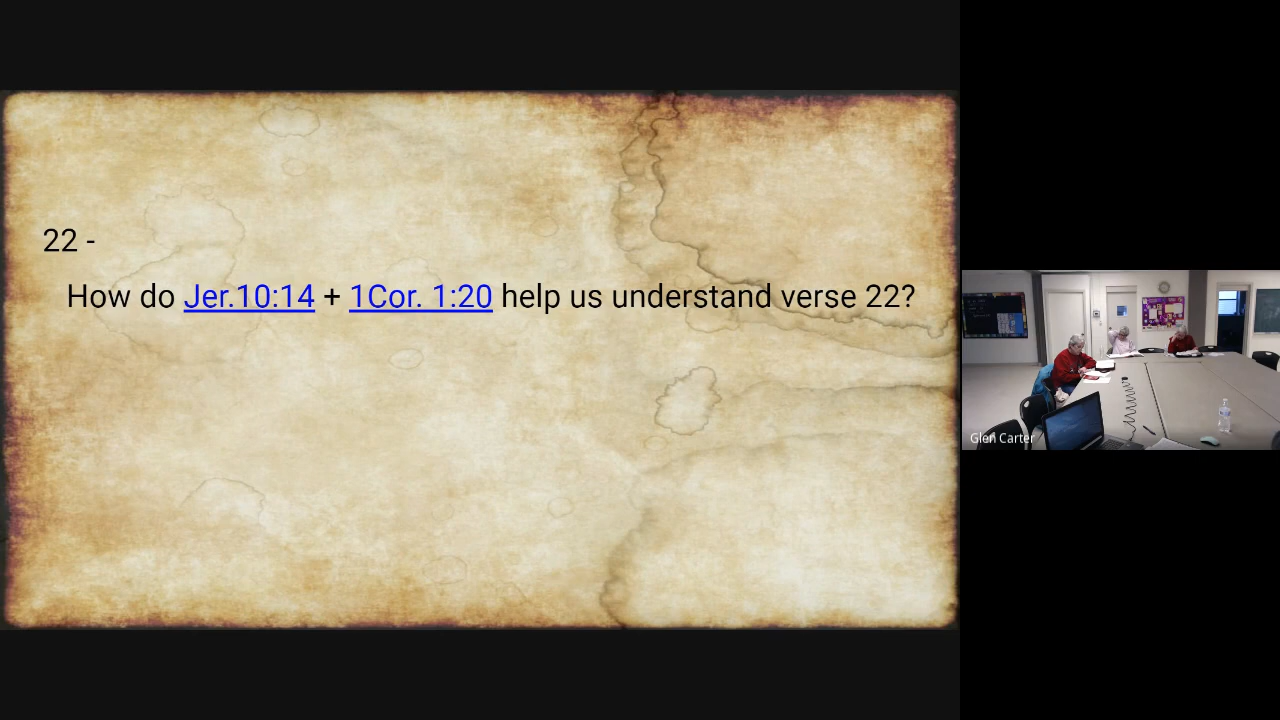 22 -
How do Jer.10:14 + 1Cor. 1:20 help us understand verse 22?
Glen Carter